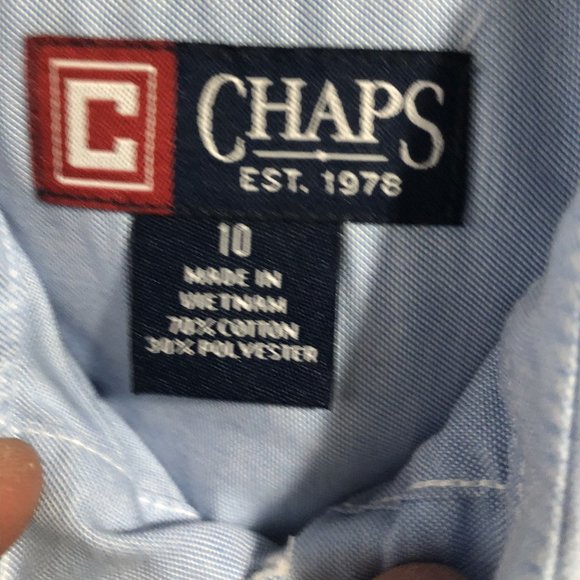 C
CHAPS
EST. 1978
10
MADE IN
VIETNAM
70% COTTON
30% POLYESTER